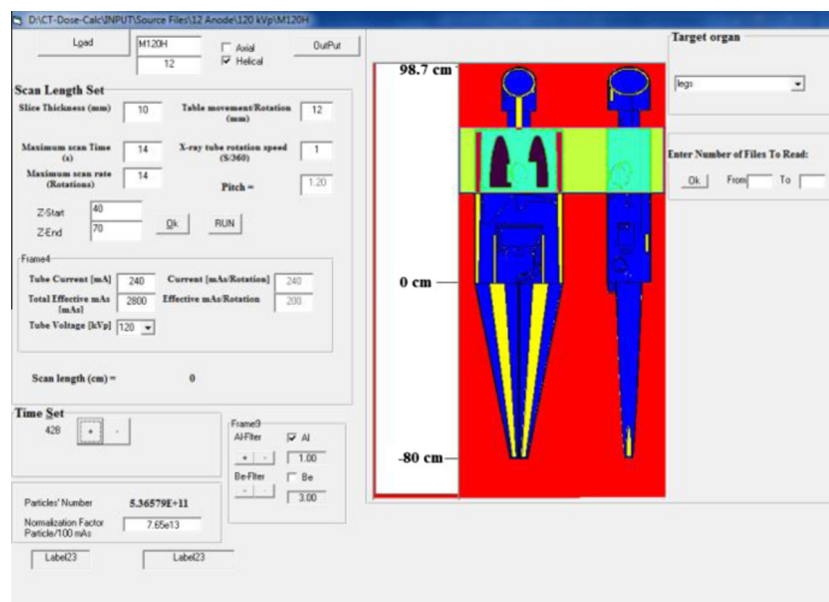 D:\CT-Dose-Calc\INPUT\Source Files\12 Anode\120 kVp\M120H
Load
M120H
12
Axial
Helical
OutPut
Scan Length Set
Slice Thickness (mm)
10
Table movement/Rotation (mm)
12
Maximum scan Time (s)
14
X-ray tube rotation speed (S/360)
1
Maximum scan rate (Rotations)
14
Pitch =
1.20
Z-Start
40
Z-End
70
Ok
RUN
Frame4
Tube Current [mA]
240
Current [mAs/Rotation]
240
Total Effective mAs [mAs]
2800
Effective mAs/Rotation
200
Tube Voltage [kVp]
120
Scan length (cm) =
0
Time Set
428
+
-
Frame9
Al-Flter
Al
+
-
1.00
Be-Flter
Be
+
-
3.00
Particles' Number
5.36579E+11
Normalization Factor
Particle/100 mAs
7.65e13
Label23
Label23
98.7 cm
0 cm
-80 cm
Target organ
legs
Enter Number of Files To Read:
Ok
From
To